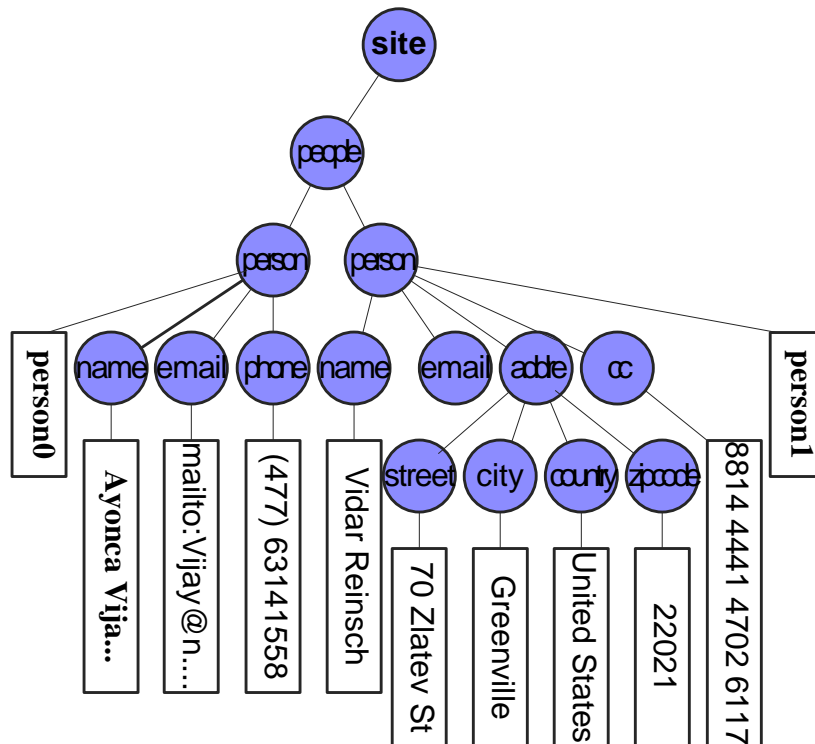 site
people
person
person
person0
name
email
phone
name
email
addre
cc
person1
Ayonca Vija...
mailto:Vijay@n....
(477) 63141558
Vidar Reinsch
street
city
country
zipcode
8814 4441 4702 6117
70 Zlatev St
Greenville
United States
22021